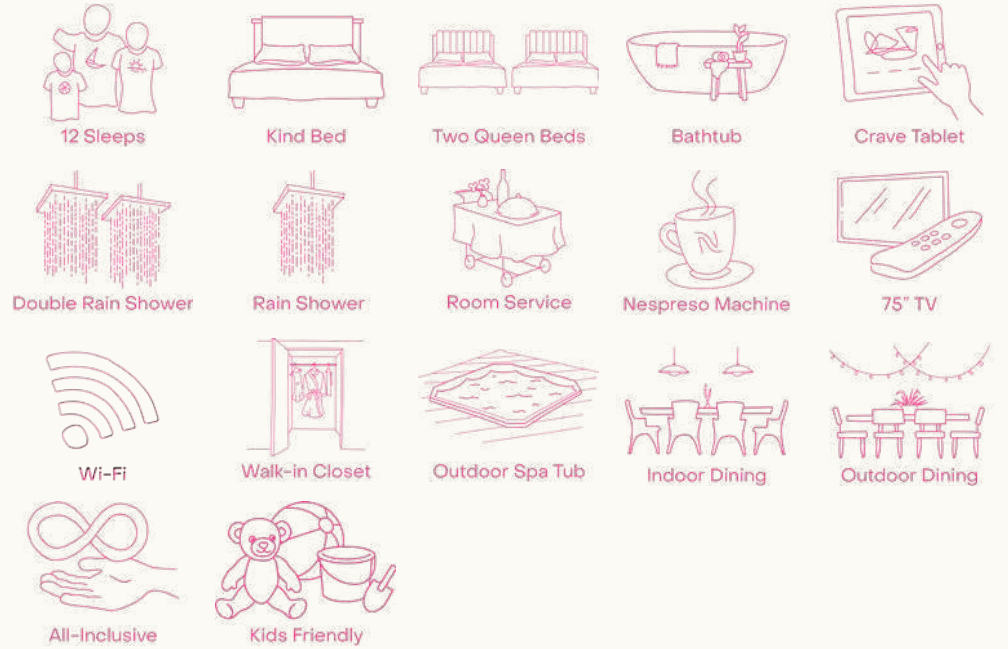 12 Sleeps
Kind Bed
Two Queen Beds
Bathtub
Crave Tablet
Double Rain Shower
Rain Shower
Room Service
Nespreso Machine
75" TV
Wi-Fi
Walk-in Closet
Outdoor Spa Tub
Indoor Dining
Outdoor Dining
All-Inclusive
Kids Friendly